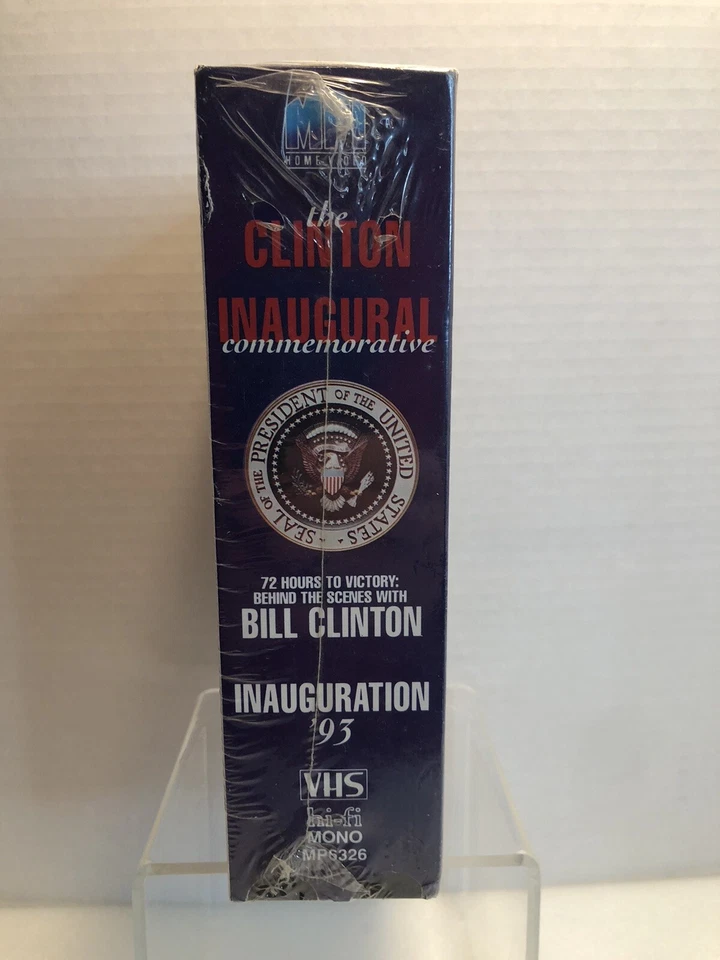 MPI
HOME VIDEO
the
CLINTON
INAUGURAL
commemorative
SEAL OF THE PRESIDENT OF THE UNITED STATES
72 HOURS TO VICTORY:
BEHIND THE SCENES WITH
BILL CLINTON
INAUGURATION
'93
VHS
hi-fi
MONO
MPS326